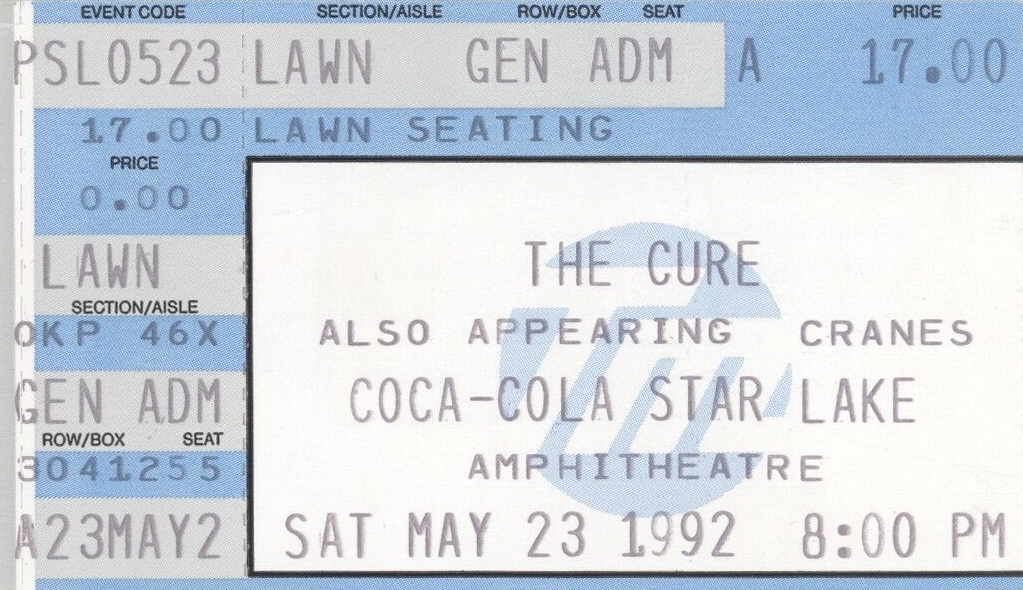 EVENT CODE SECTION/AISLE ROW/BOX SEAT PRICE
PSL0523 LAWN GEN ADM A 17.00
17.00 LAWN SEATING
PRICE
0.00
LAWN
SECTION/AISLE
0KP 46X
GEN ADM
ROW/BOX SEAT
3041255
A23MAY2
THE CURE
ALSO APPEARING CRANES
COCA-COLA STAR LAKE
AMPHITHEATRE
SAT MAY 23 1992 8:00 PM